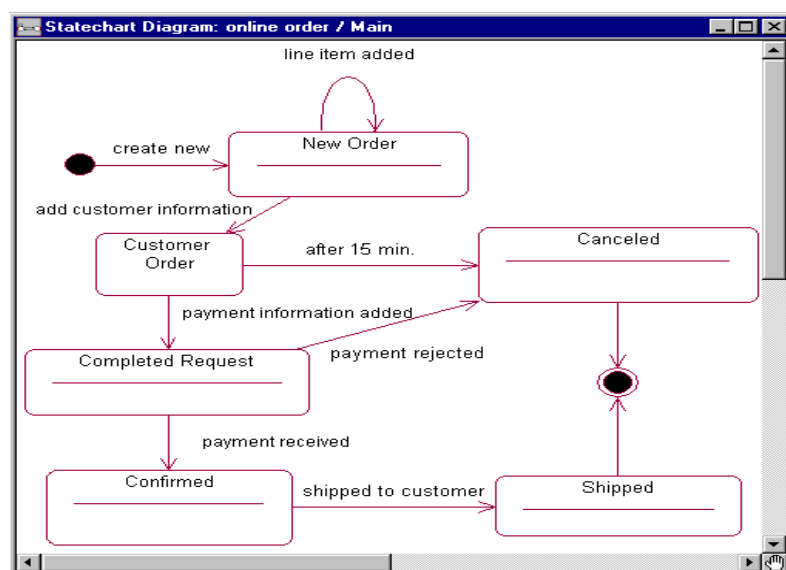 Statechart Diagram: online order / Main
line item added
create new
New Order
add customer information
Customer
Order
after 15 min.
Canceled
payment information added
payment rejected
Completed Request
payment received
Confirmed
shipped to customer
Shipped